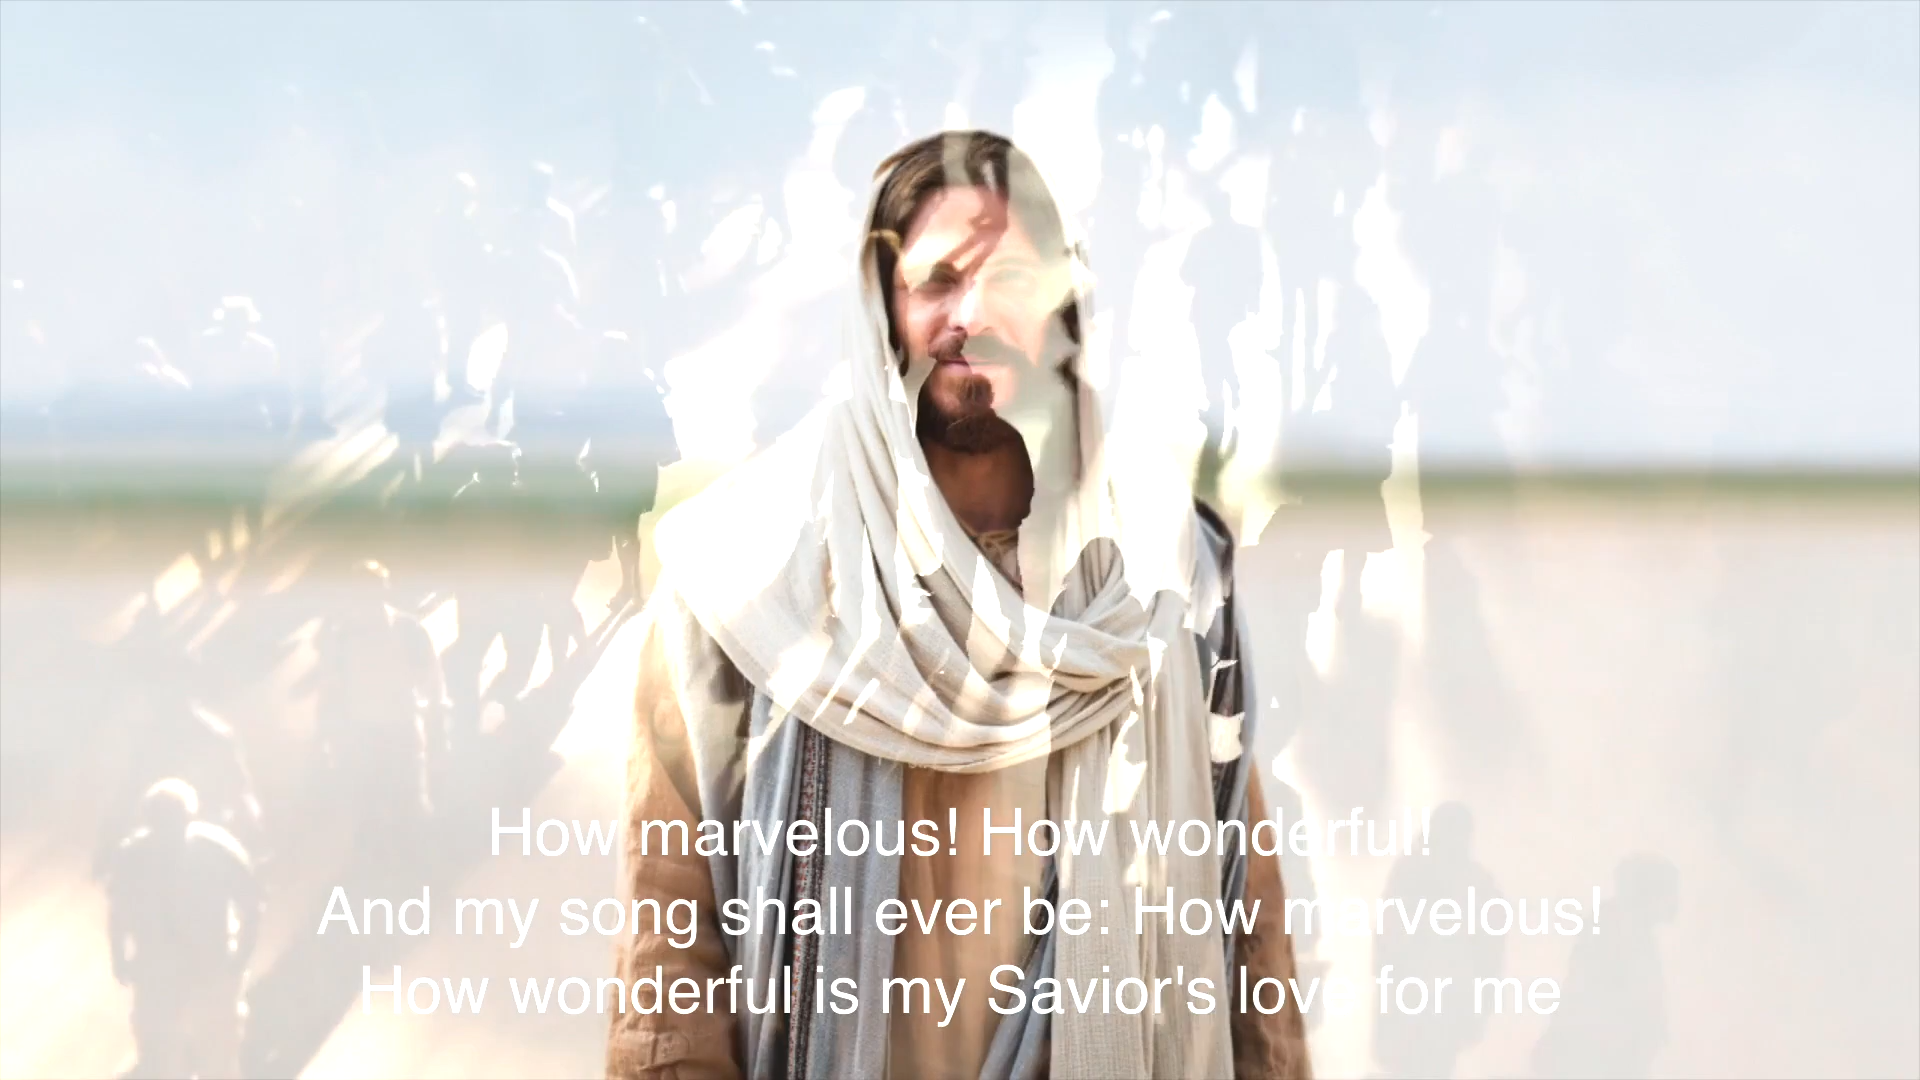 How marvelous! How wonderful!
And my song shall ever be: How marvelous!
How wonderful is my Savior's love for me